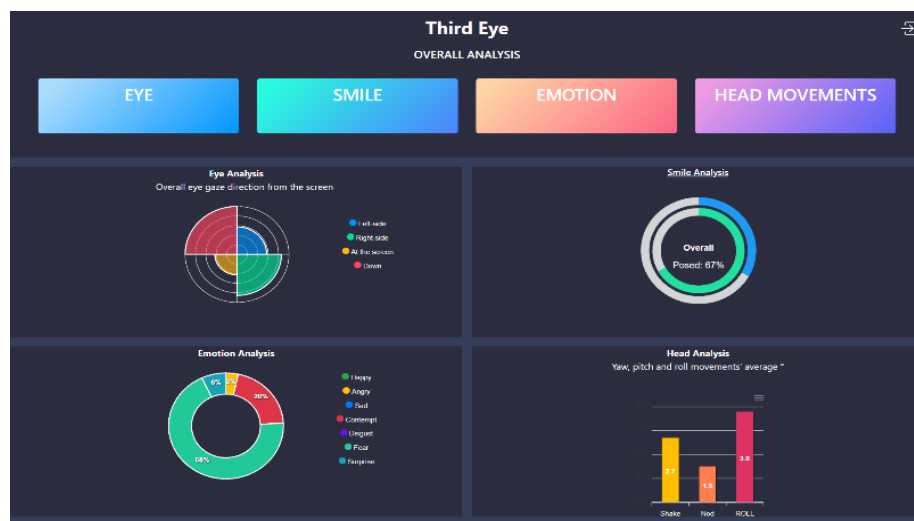 Third Eye
OVERALL ANALYSIS
EYE
SMILE
EMOTION
HEAD MOVEMENTS
Eye Analysis
Overall eye gaze direction from the screen
Left side
Right side
At the screen
Down
Smile Analysis
Overall
Posed: 67%
Emotion Analysis
6%
20%
68%
Happy
Angry
Sad
Contempt
Disgust
Fear
Surprise
Head Analysis
Yaw, pitch and roll movements' average °
2.7
1.5
3.8
Shake
Nod
ROLL